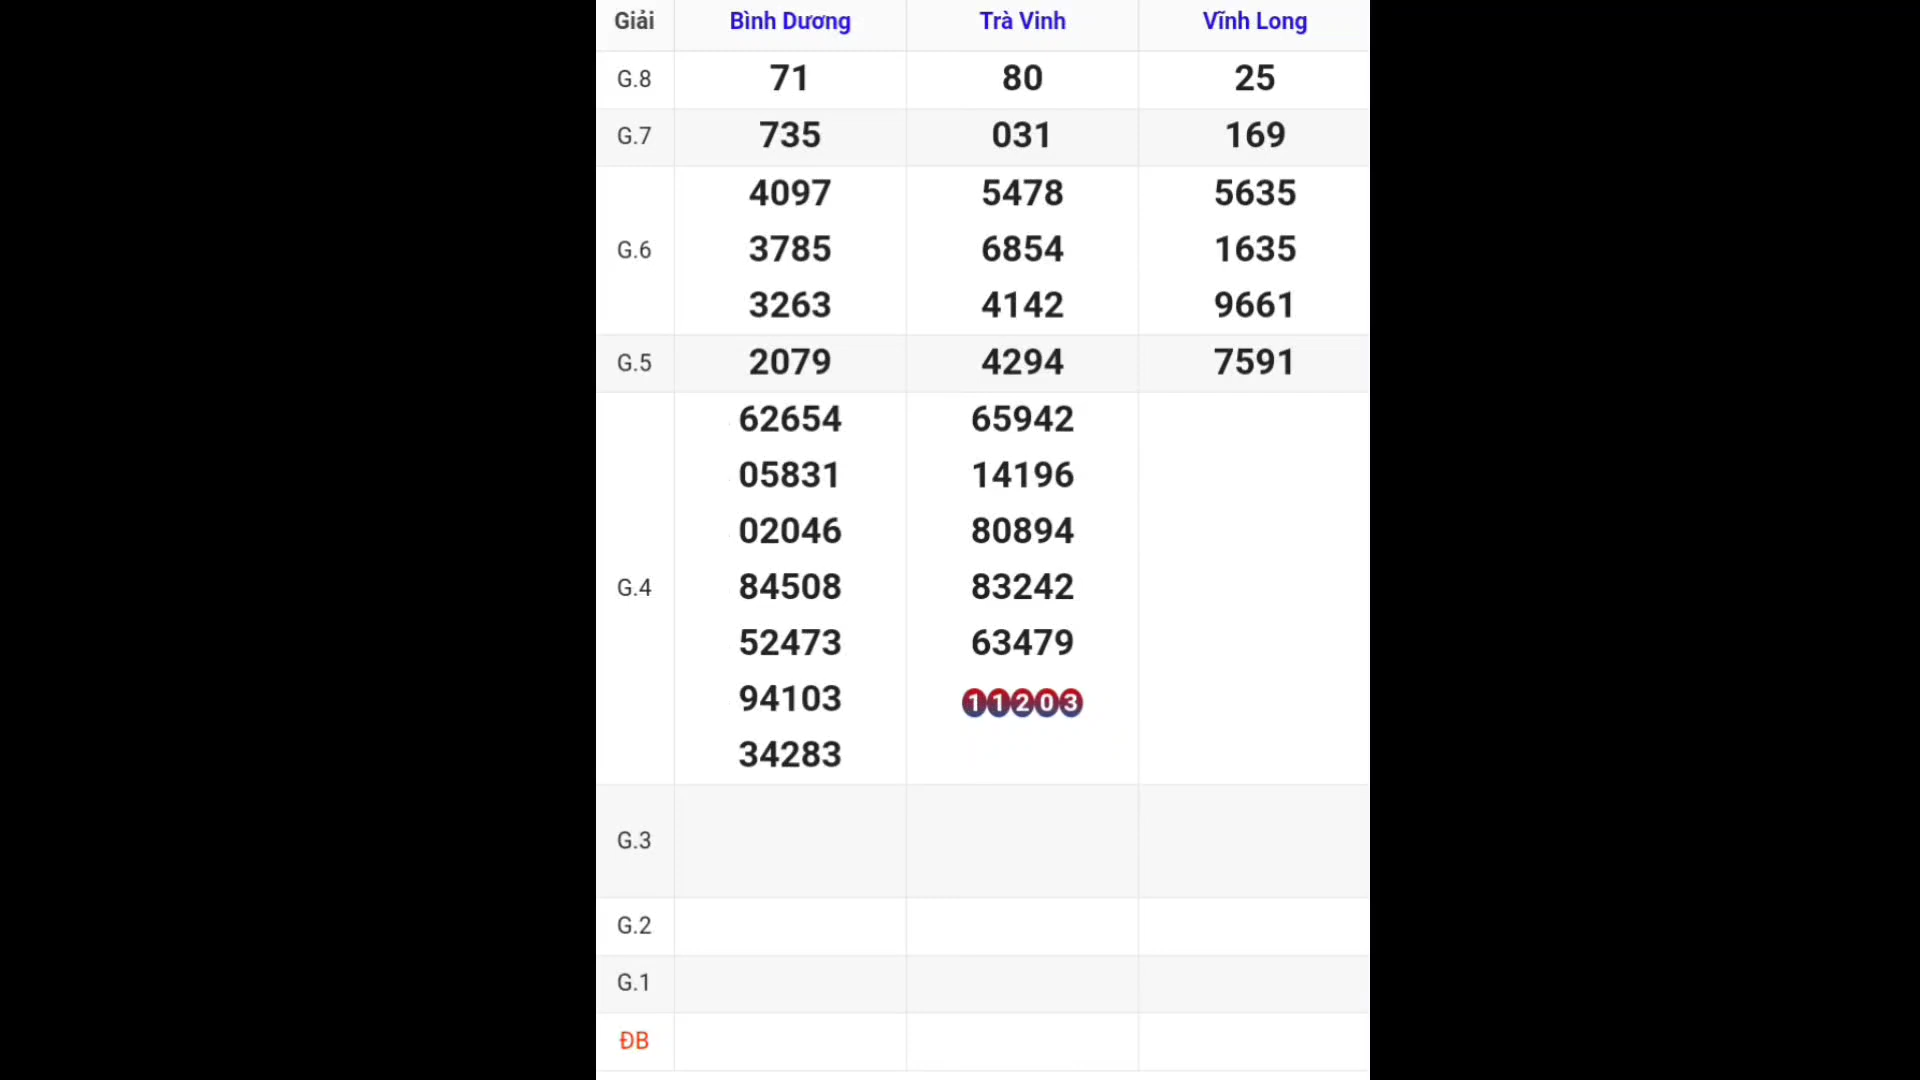 Giải Bình Dương Trà Vinh Vĩnh Long
G.8 71 80 25
G.7 735 031 169
4097 5478 5635
G.6 3785 6854 1635
3263 4142 9661
G.5 2079 4294 7591
62654 65942
05831 14196
02046 80894
G.4 84508 83242
52473 63479
94103 11203
34283
G.3
G.2
G.1
ĐB